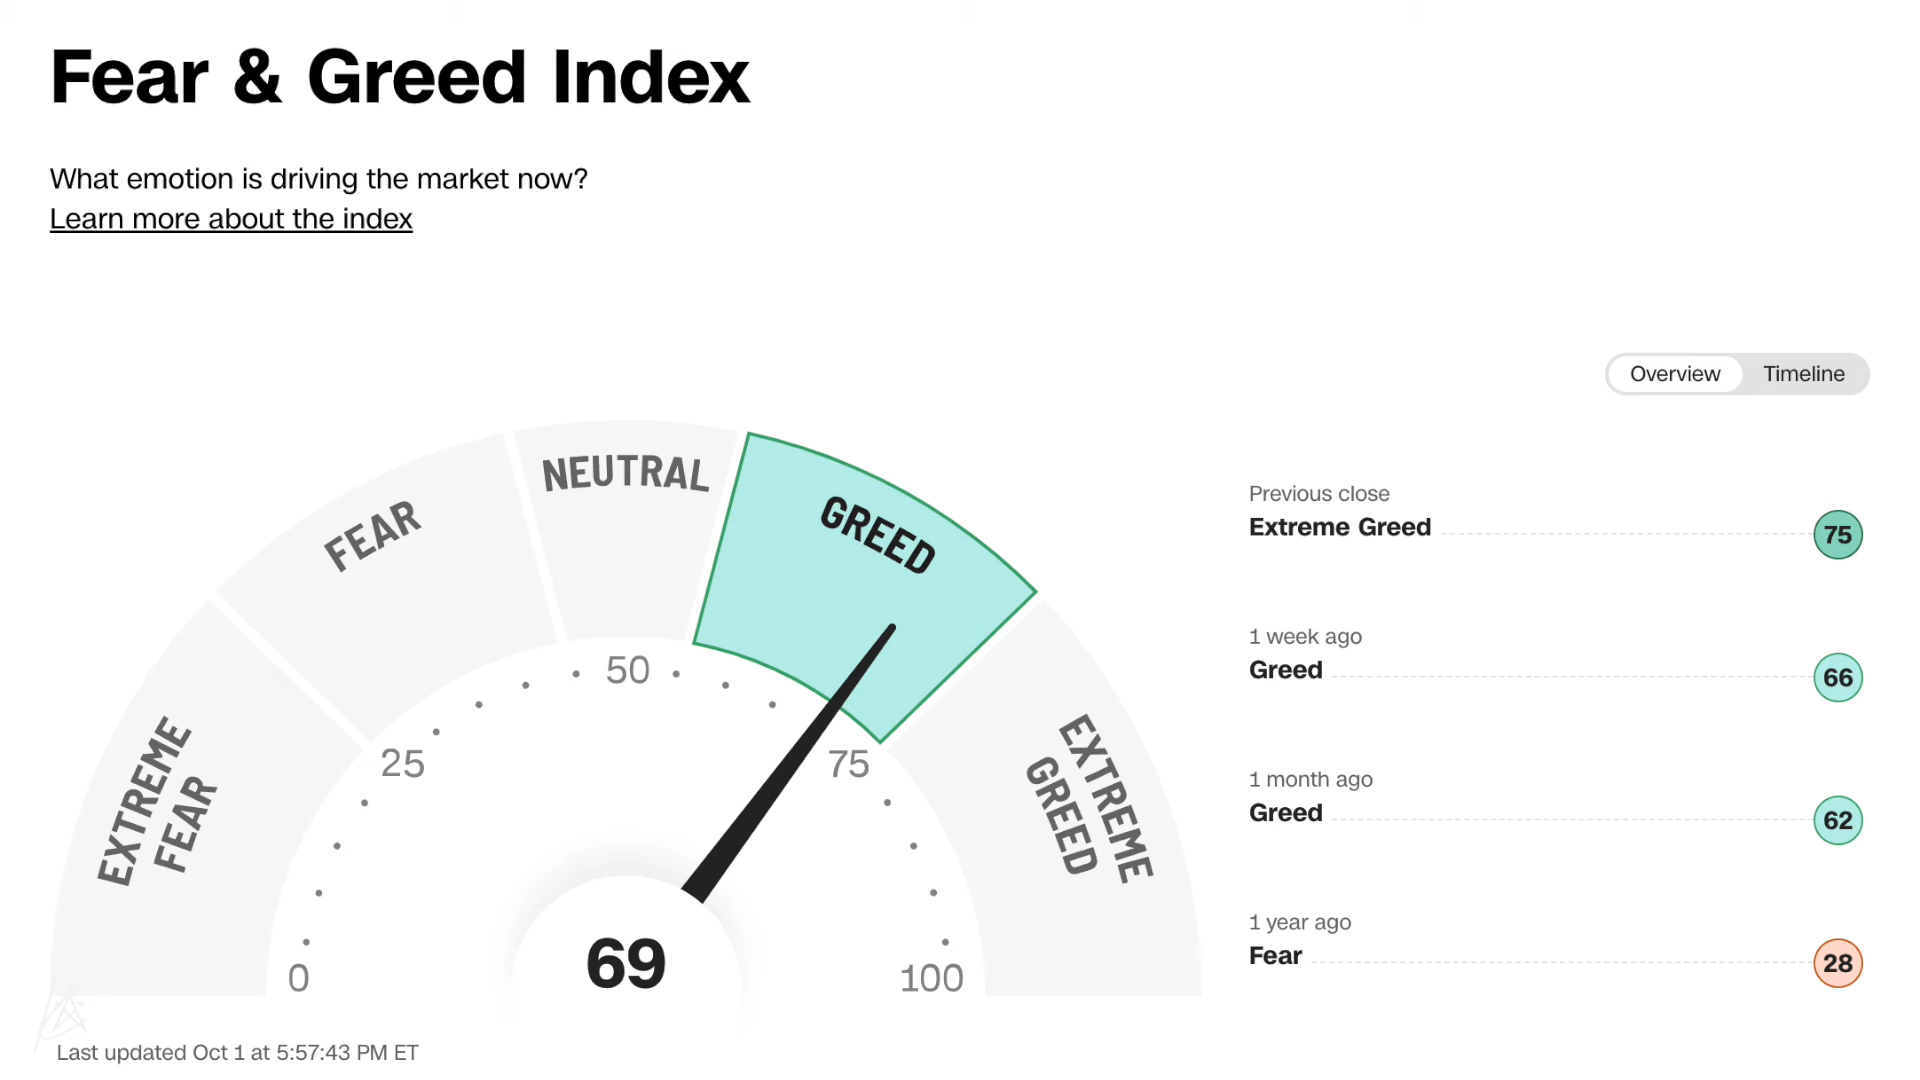 Fear & Greed Index
What emotion is driving the market now?
Learn more about the index
Overview
Timeline
EXTREME
FEAR
FEAR
NEUTRAL
GREED
EXTREME
GREED
0
25
50
75
100
69
Previous close
Extreme Greed 75
1 week ago
Greed 66
1 month ago
Greed 62
1 year ago
Fear 28
Last updated Oct 1 at 5:57:43 PM ET